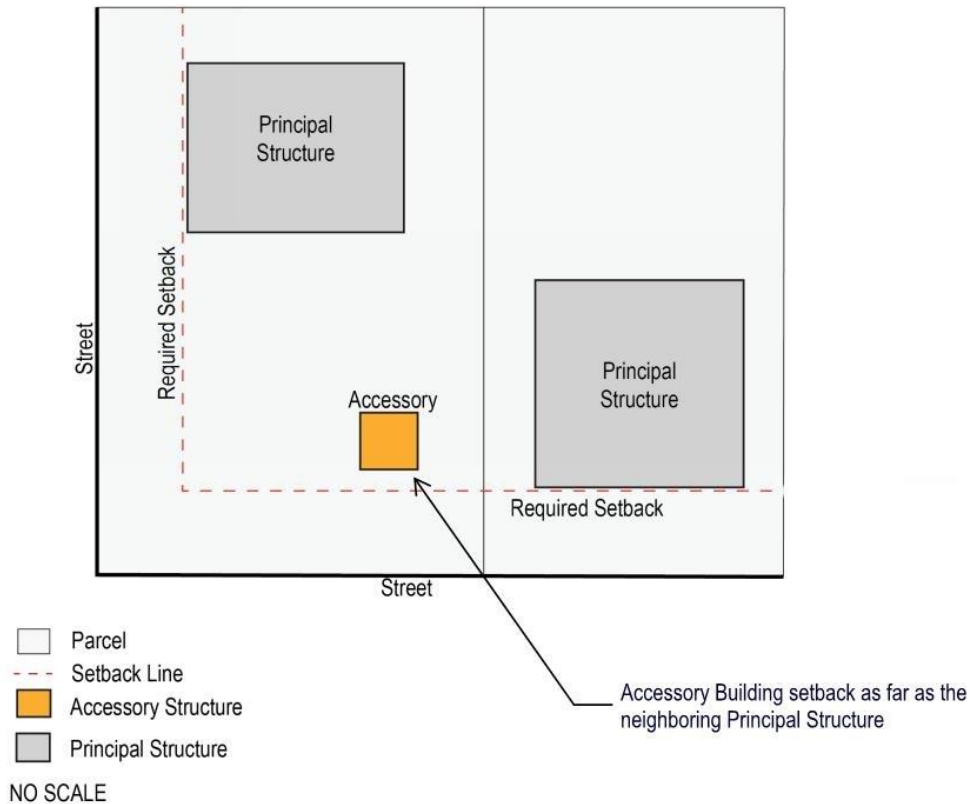 Principal
Structure
Required Setback
Street
Principal
Structure
Accessory
Required Setback
Street
Parcel
Setback Line
Accessory Structure
Principal Structure
NO SCALE
Accessory Building setback as far as the
neighboring Principal Structure